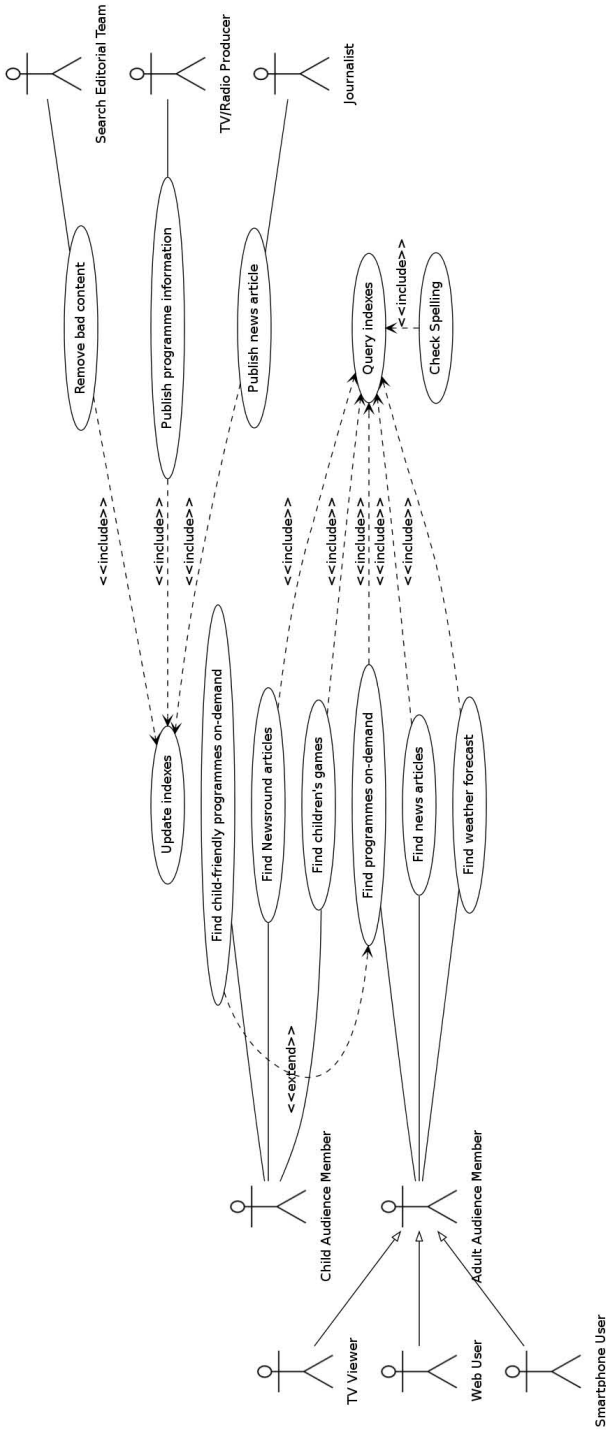 Search Editorial Team
TV/Radio Producer
Journalist
Remove bad content
Publish programme information
Publish news article
Query indexes
<<include>>
Check Spelling
<<include>>
<<include>>
<<include>>
<<include>>
<<include>>
<<include>>
<<include>>
<<include>>
Update indexes
Find child-friendly programmes on-demand
Find Newsround articles
Find children's games
Find programmes on-demand
Find news articles
Find weather forecast
<<extend>>
Child Audience Member
Adult Audience Member
TV Viewer
Web User
Smartphone User